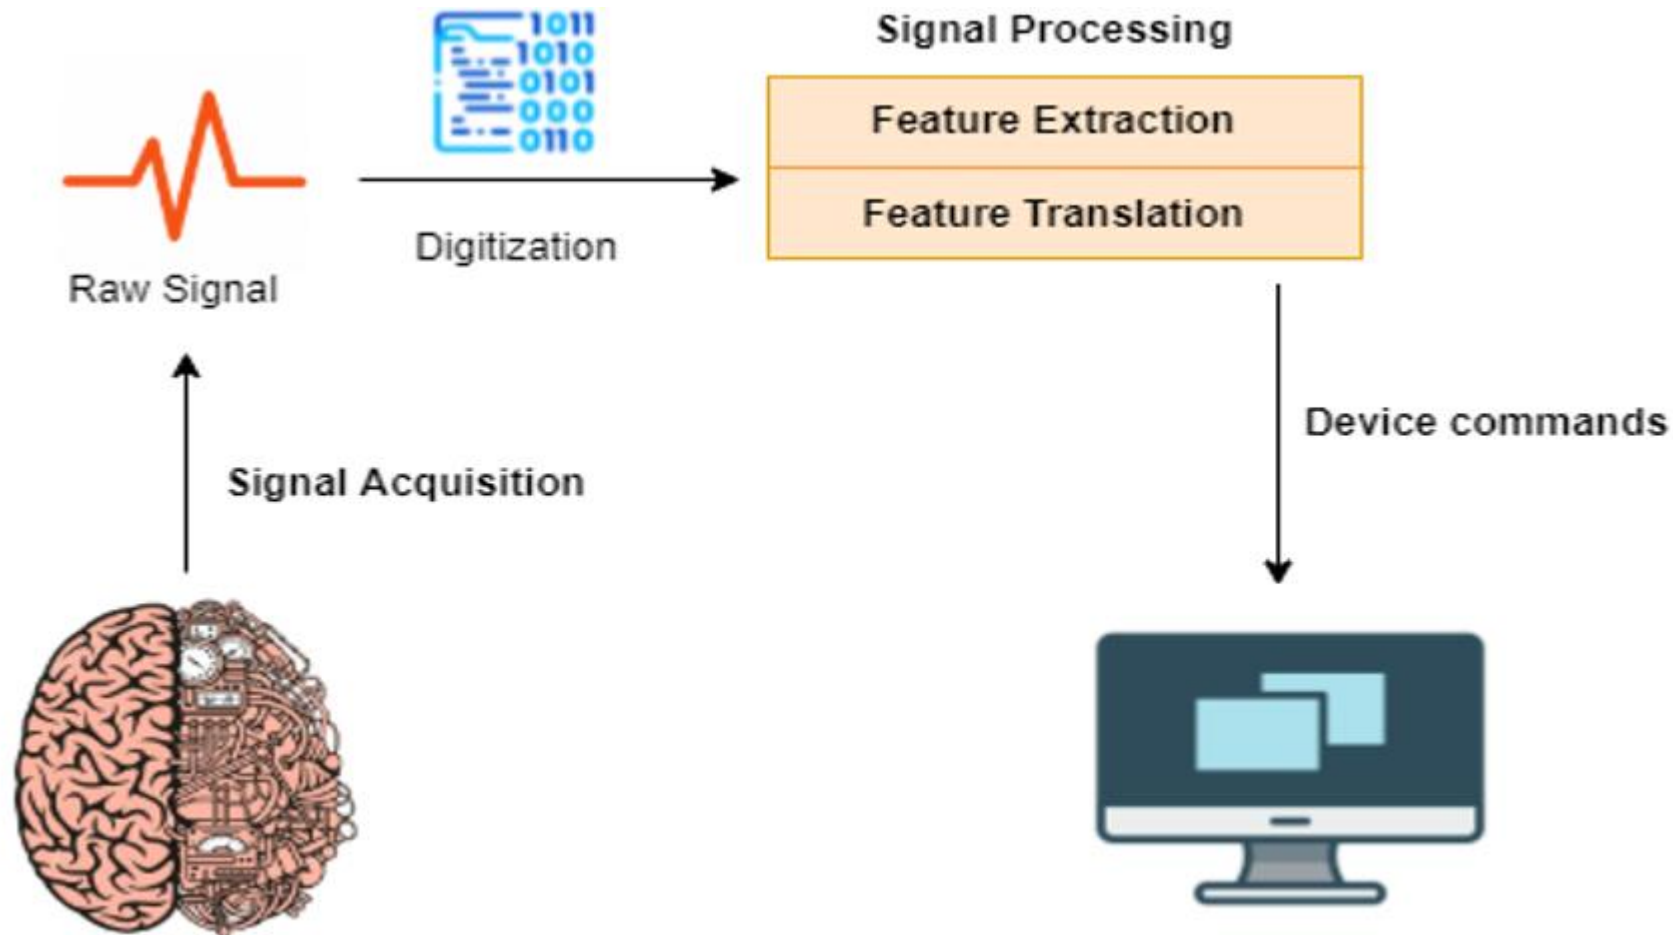 1011
1010
0101
000
0110
Signal Processing
Feature Extraction
Feature Translation
Digitization
Raw Signal
Device commands
Signal Acquisition